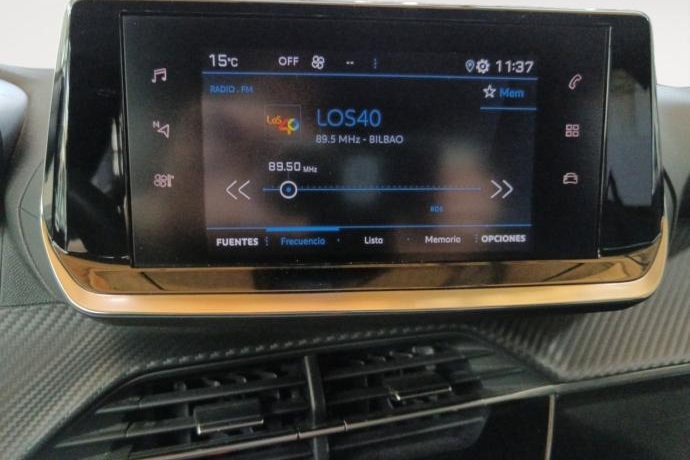 15°C OFF -- 11:37
RADIO . FM
Mem
N
LOS40
LOS40
89.5 MHz - BILBAO
89.50 MHz
RDS
FUENTES Frecuencia Lista Memoria OPCIONES